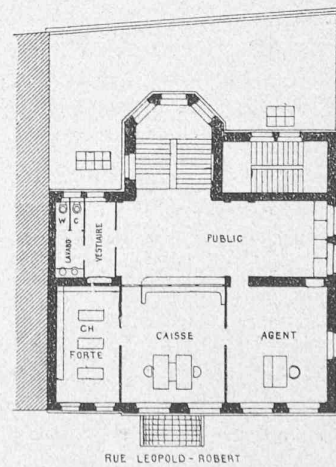 W C
LAVABO
VESTIAIRE
PUBLIC
CH
FORTE
CAISSE
AGENT
RUE LEOPOLD-ROBERT